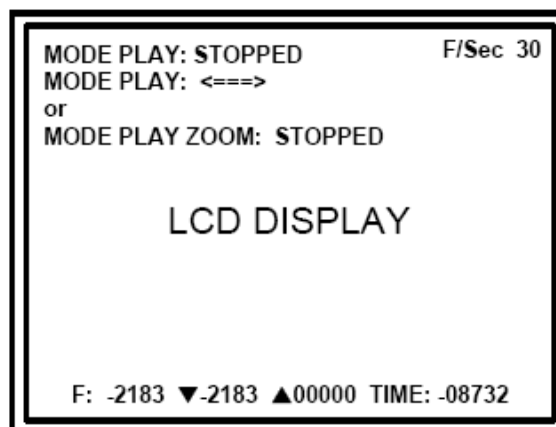 MODE PLAY: STOPPED F/Sec 30
MODE PLAY: <===>
or
MODE PLAY ZOOM: STOPPED
LCD DISPLAY
F: -2183 ▼-2183 ▲00000 TIME: -08732